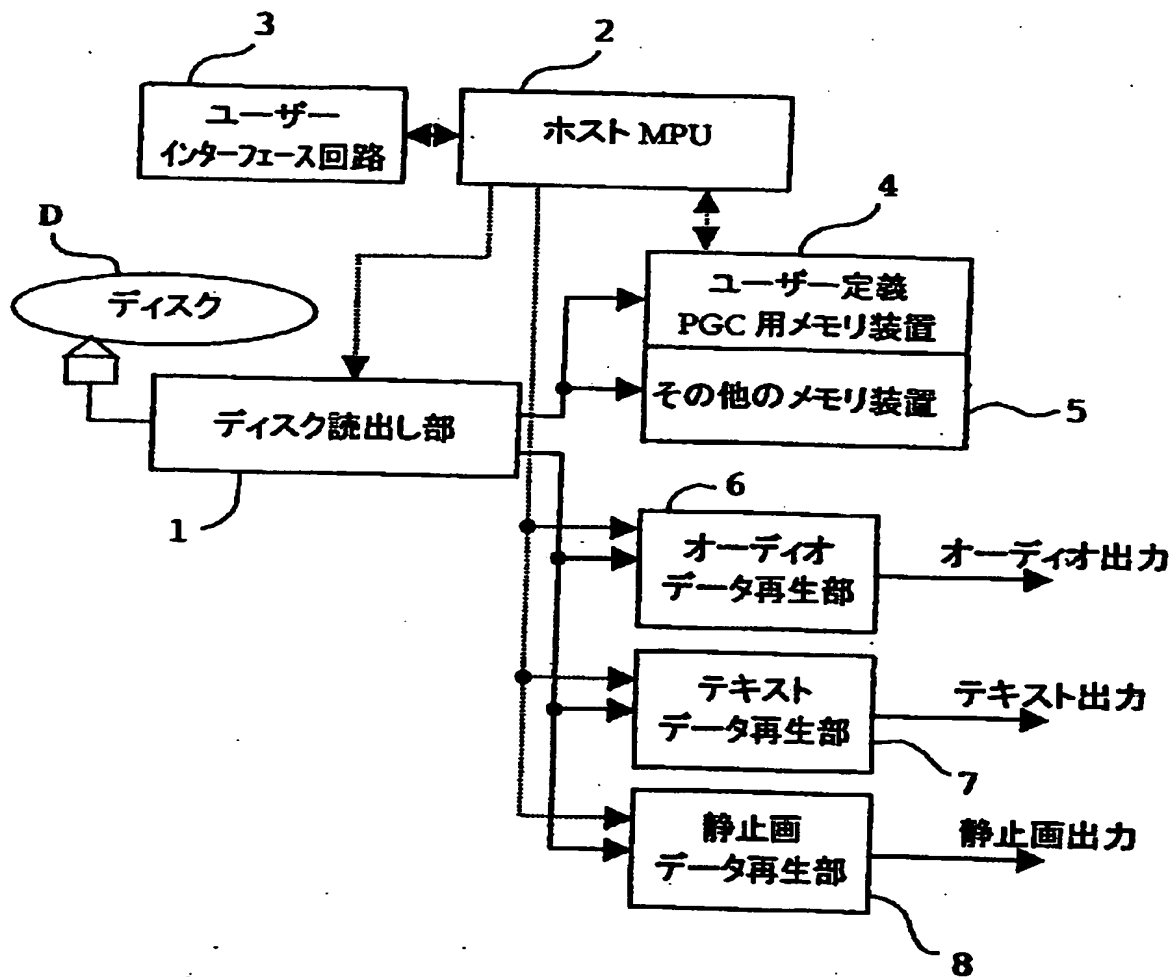 3
2
ユーザー
インターフェース回路
ホスト MPU
D
4
ディスク
ユーザー定義
PGC 用メモリ装置
その他のメモリ装置
5
ディスク読出し部
1
6
オーディオ
データ再生部
オーディオ出力
テキスト
データ再生部
テキスト出力
7
静止画
データ再生部
静止画出力
8